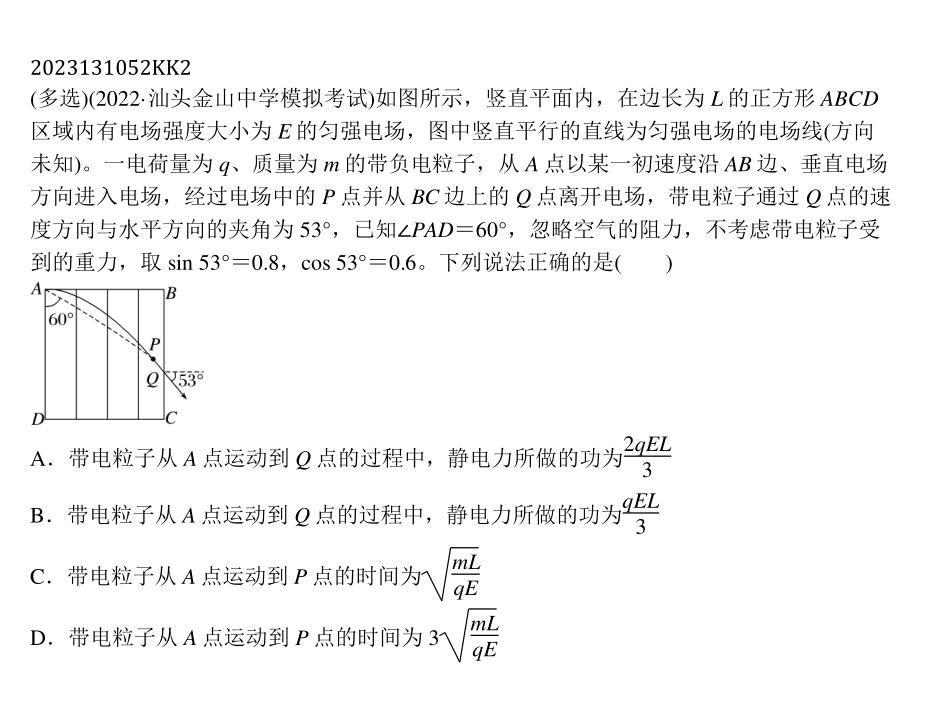 2023131052KK2
(多选)(2022·汕头金山中学模拟考试)如图所示，竖直平面内，在边长为 L 的正方形 ABCD
区域内有电场强度大小为 E 的匀强电场，图中竖直平行的直线为匀强电场的电场线(方向
未知)。一电荷量为 q、质量为 m 的带负电粒子，从 A 点以某一初速度沿 AB 边、垂直电场
方向进入电场，经过电场中的 P 点并从 BC 边上的 Q 点离开电场，带电粒子通过 Q 点的速
度方向与水平方向的夹角为 53°，已知∠PAD＝60°，忽略空气的阻力，不考虑带电粒子受
到的重力，取 sin 53°＝0.8，cos 53°＝0.6。下列说法正确的是(　　)
A B
60°
P
Q 53°
D C
A．带电粒子从 A 点运动到 Q 点的过程中，静电力所做的功为2qEL/3
B．带电粒子从 A 点运动到 Q 点的过程中，静电力所做的功为qEL/3
C．带电粒子从 A 点运动到 P 点的时间为√(mL/qE)
D．带电粒子从 A 点运动到 P 点的时间为 3√(mL/qE)